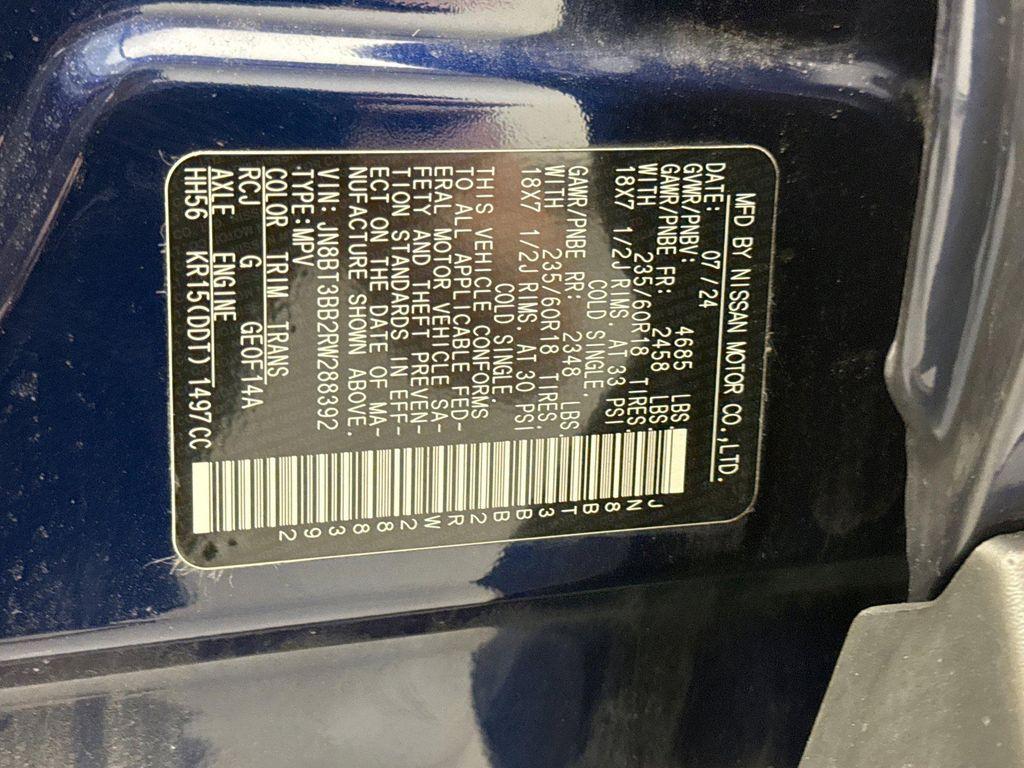 MFD BY NISSAN MOTOR CO.,LTD.
DATE: 07/24
GVWR/PNBV: 4685 LBS
GAWR/PNBE FR: 2458 LBS
WITH 235/60R18 TIRES
18X7 1/2J RIMS. AT 33 PSI
COLD SINGLE.
GAWR/PNBE RR: 2348 LBS
WITH 235/60R18 TIRES,
18X7 1/2J RIMS. AT 30 PSI
COLD SINGLE.
THIS VEHICLE CONFORMS
TO ALL APPLICABLE FED-
ERAL MOTOR VEHICLE SA-
FETY AND THEFT PREVEN-
TION STANDARDS IN EFF-
ECT ON THE DATE OF MA-
NUFACTURE SHOWN ABOVE.
VIN: JN8BT3BB2RW288392
TYPE:MPV
COLOR TRIM TRANS
RCJ G GE0F14A
AXLE ENGINE
HH56 KR15(DDT)1497CC
JN8BT3BB2RW288392